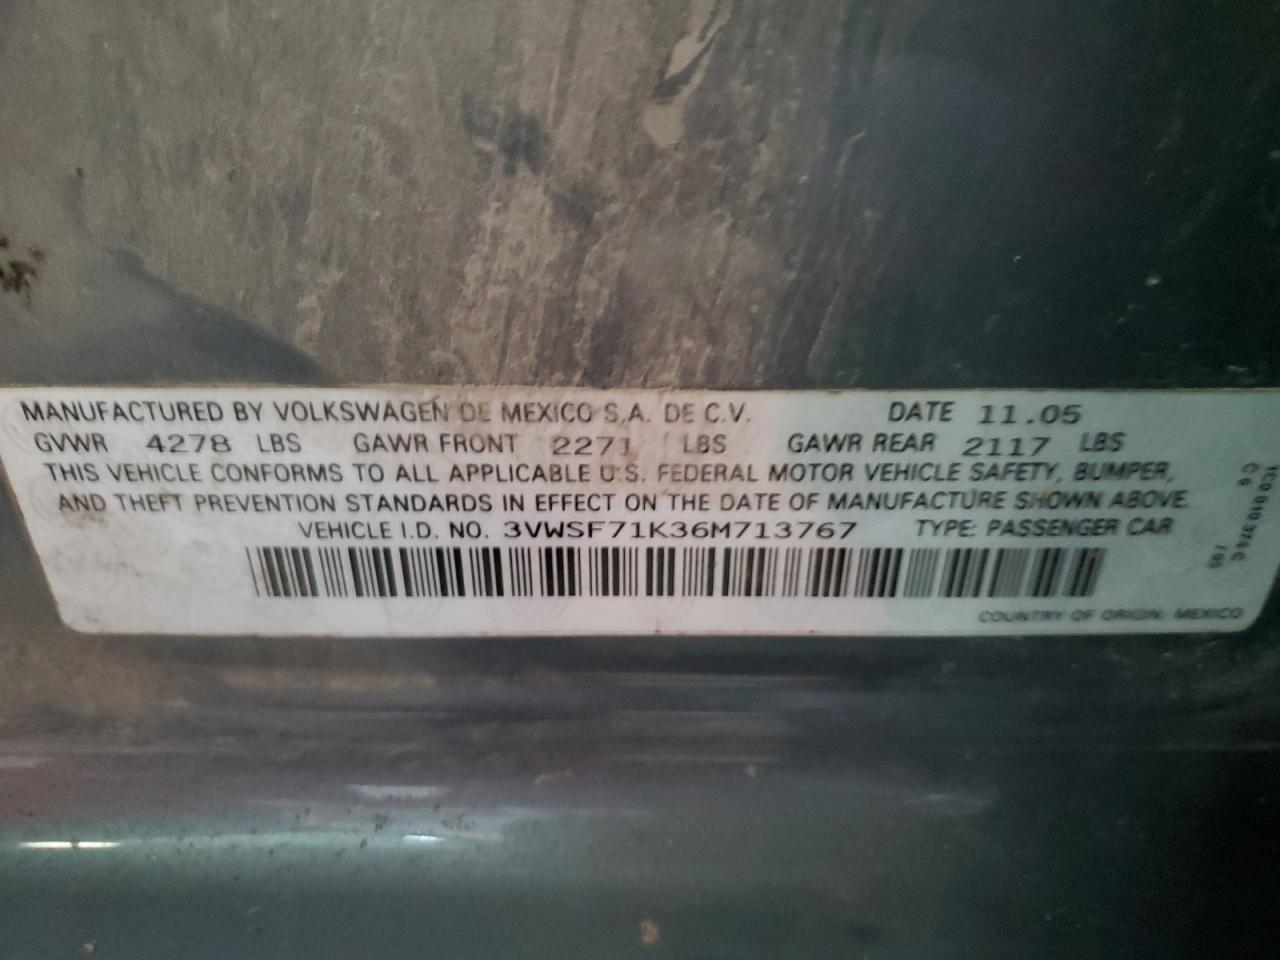 MANUFACTURED BY VOLKSWAGEN DE MEXICO S.A. DE C.V. DATE 11.05
GVWR 4278 LBS GAWR FRONT 2271 LBS GAWR REAR 2117 LBS
THIS VEHICLE CONFORMS TO ALL APPLICABLE U.S. FEDERAL MOTOR VEHICLE SAFETY, BUMPER,
AND THEFT PREVENTION STANDARDS IN EFFECT ON THE DATE OF MANUFACTURE SHOWN ABOVE.
VEHICLE I.D. NO. 3VWSF71K36M713767 TYPE: PASSENGER CAR
COUNTRY OF ORIGIN: MEXICO